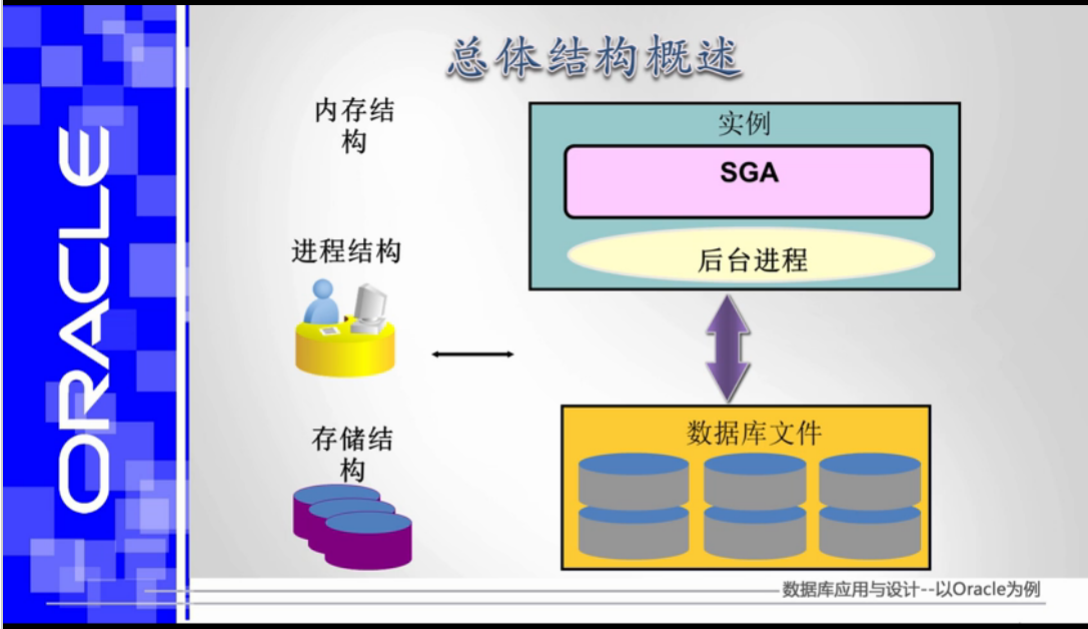 ORACLE
总体结构概述
内存结
构
实例
SGA
后台进程
进程结构
存储结
构
数据库文件
数据库应用与设计--以Oracle为例